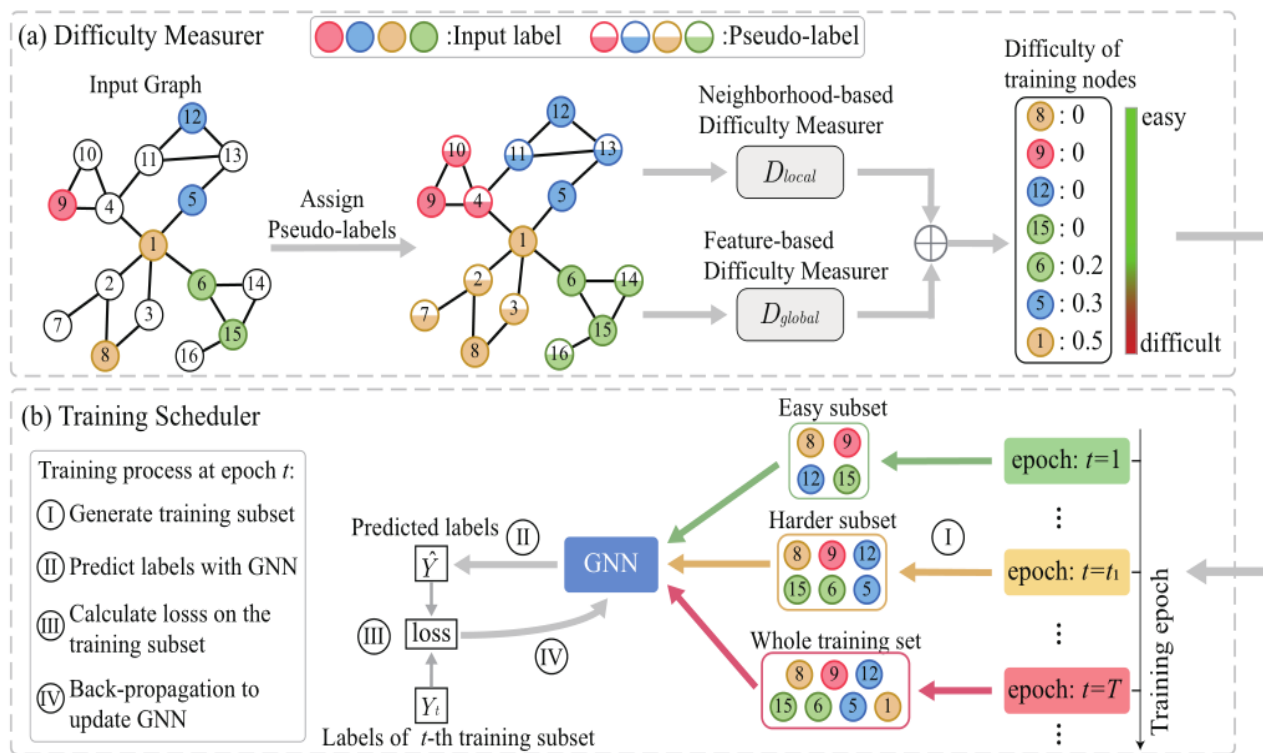 (a) Difficulty Measurer
:Input label
:Pseudo-label
Input Graph
12
10
11
13
9
4
5
1
2
6
14
7
3
15
8
16
Assign
Pseudo-labels
12
10
11
13
9
4
5
1
2
6
14
7
3
15
8
16
Neighborhood-based
Difficulty Measurer
D_local
Feature-based
Difficulty Measurer
D_global
Difficulty of
training nodes
8 : 0
9 : 0
12 : 0
15 : 0
6 : 0.2
5 : 0.3
1 : 0.5
easy
difficult
(b) Training Scheduler
Training process at epoch t:
I Generate training subset
II Predict labels with GNN
III Calculate losss on the
training subset
IV Back-propagation to
update GNN
Predicted labels
Ŷ
II
III
loss
IV
Y_t
Labels of t-th training subset
GNN
Easy subset
8 9
12 15
Harder subset
8 9 12
15 6 5
I
Whole training set
8 9 12
15 6 5 1
epoch: t=1
⋮
epoch: t=t₁
⋮
epoch: t=T
⋮
Training epoch